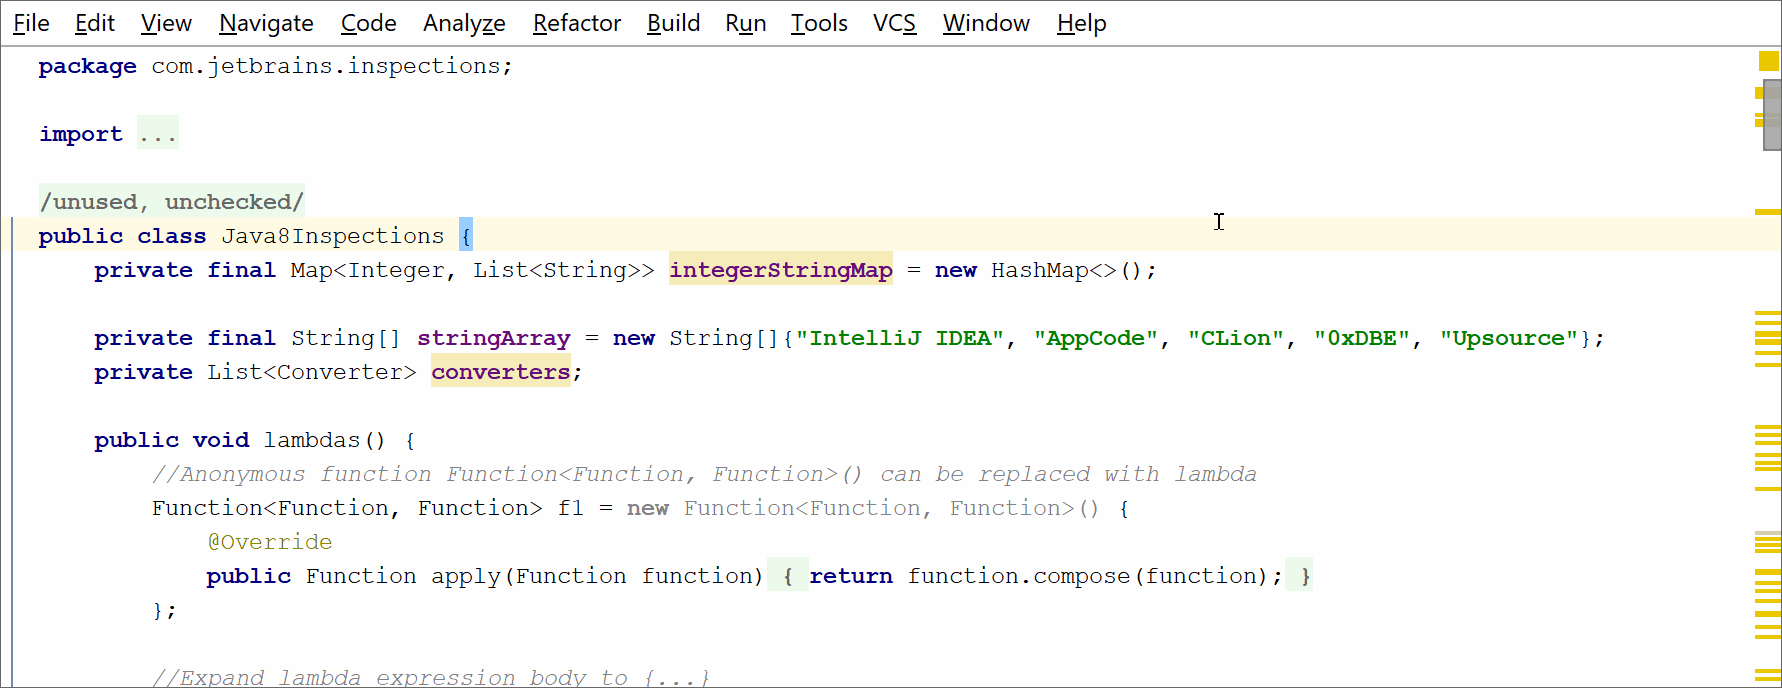 File Edit View Navigate Code Analyze Refactor Build Run Tools VCS Window Help
package com.jetbrains.inspections;
import ...
/unused, unchecked/
public class Java8Inspections {
private final Map<Integer, List<String>> integerStringMap = new HashMap<>();
private final String[] stringArray = new String[]{"IntelliJ IDEA", "AppCode", "CLion", "0xDBE", "Upsource"};
private List<Converter> converters;
public void lambdas() {
//Anonymous function Function<Function, Function>() can be replaced with lambda
Function<Function, Function> f1 = new Function<Function, Function>() {
@Override
public Function apply(Function function) { return function.compose(function); }
};
//Expand lambda expression body to {...}